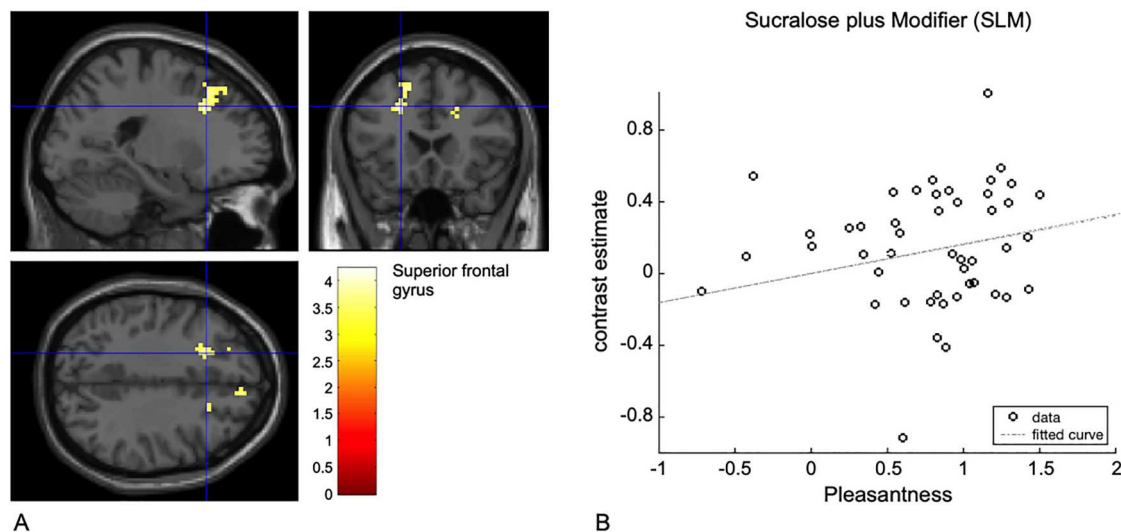 Superior frontal
gyrus
4
3.5
3
2.5
2
1.5
1
0.5
0
A
Sucralose plus Modifier (SLM)
contrast estimate
0.8
0.4
0
-0.4
-0.8
data
fitted curve
-1
-0.5
0
0.5
1
1.5
2
Pleasantness
B